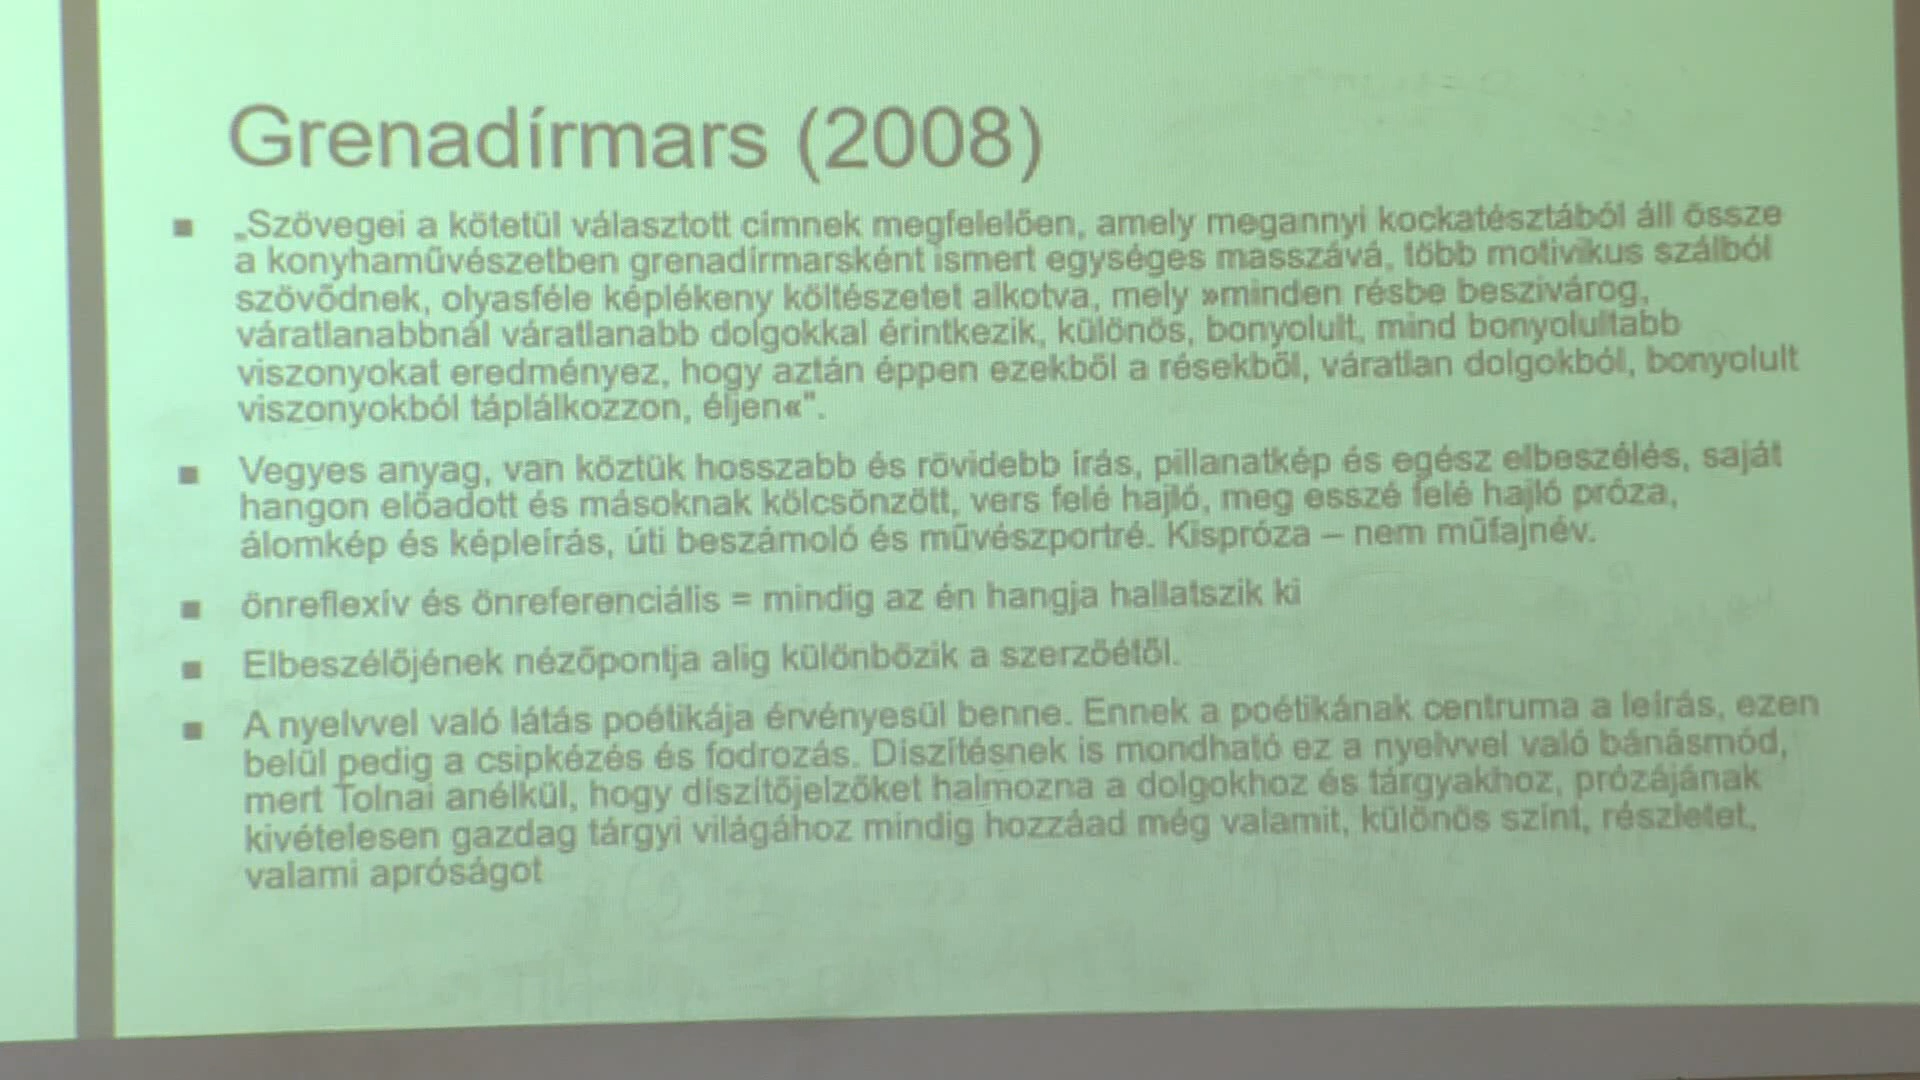 Grenadírmars (2008)
■ „Szövegei a kötetül választott címnek megfelelően, amely megannyi kockatésztából áll össze
a konyhaművészetben grenadírmarsként ismert egységes masszává, több motivikus szálból
szövődnek, olyasféle képlékeny költészetet alkotva, mely »minden résbe beszivárog,
váratlanabbnál váratlanabb dolgokkal érintkezik, különös, bonyolult, mind bonyolultabb
viszonyokat eredményez, hogy aztán éppen ezekből a résekből, váratlan dolgokból, bonyolult
viszonyokból táplálkozzon, éljen«".
■ Vegyes anyag, van köztük hosszabb és rövidebb írás, pillanatkép és egész elbeszélés, saját
hangon előadott és másoknak kölcsönzött, vers felé hajló, meg esszé felé hajló próza,
álomkép és képleírás, úti beszámoló és művészportré. Kispróza – nem műfajnév.
■ önreflexív és önreferenciális = mindig az én hangja hallatszik ki
■ Elbeszélőjének nézőpontja alig különbözik a szerzőétől.
■ A nyelvvel való látás poétikája érvényesül benne. Ennek a poétikának centruma a leírás, ezen
belül pedig a csipkézés és fodrozás. Díszítésnek is mondható ez a nyelvvel való bánásmód,
mert Tolnai anélkül, hogy díszítőjelzőket halmozna a dolgokhoz és tárgyakhoz, prózájának
kivételesen gazdag tárgyi világához mindig hozzáad még valamit, különös színt, részletet,
valami apróságot